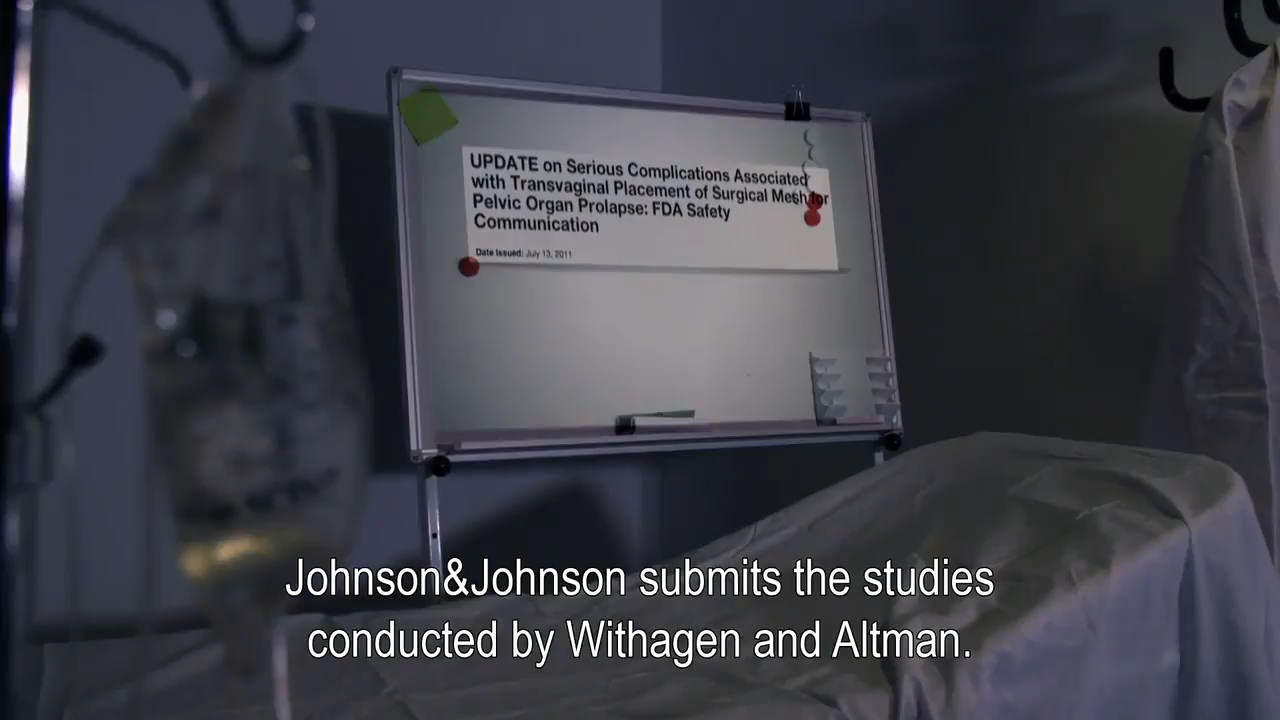 UPDATE on Serious Complications Associated
with Transvaginal Placement of Surgical Mesh for
Pelvic Organ Prolapse: FDA Safety
Communication
Date Issued: July 13, 2011
Johnson&Johnson submits the studies
conducted by Withagen and Altman.